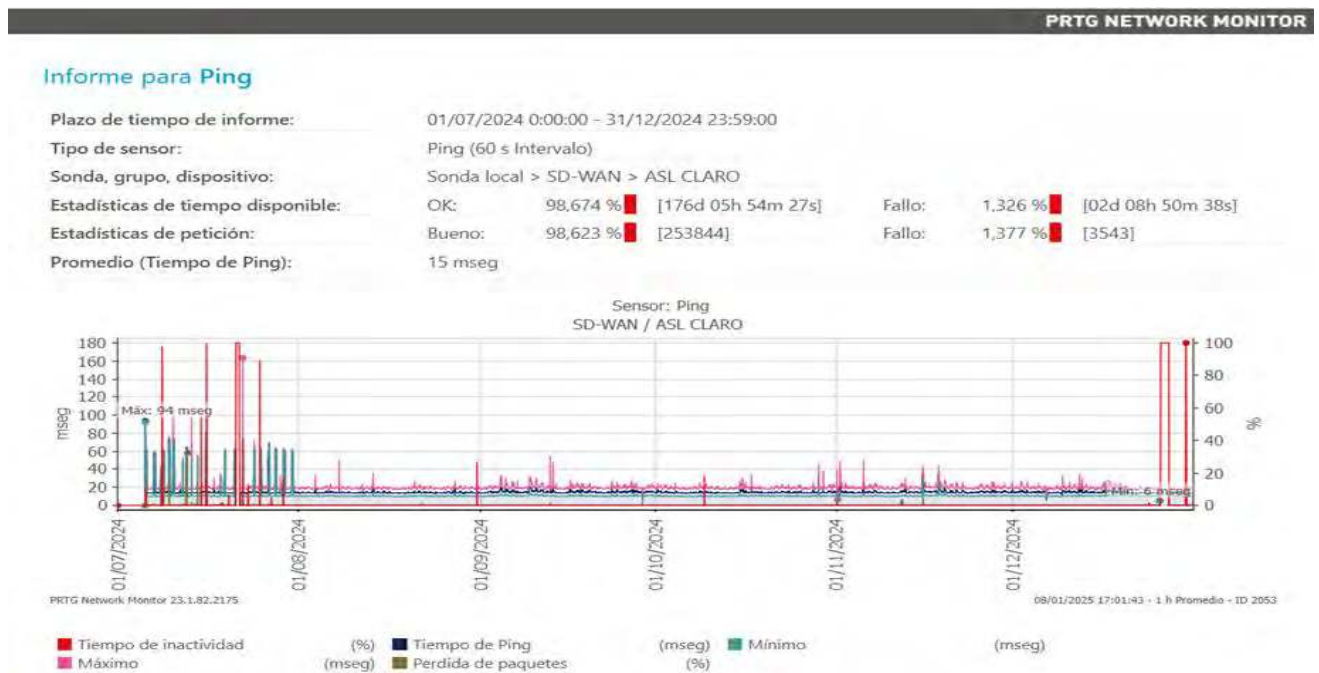 PRTG NETWORK MONITOR
Informe para Ping
Plazo de tiempo de informe: 01/07/2024 0:00:00 - 31/12/2024 23:59:00
Tipo de sensor: Ping (60 s Intervalo)
Sonda, grupo, dispositivo: Sonda local > SD-WAN > ASL CLARO
Estadísticas de tiempo disponible: OK: 98,674 % [176d 05h 54m 27s] Fallo: 1,326 % [02d 08h 50m 38s]
Estadísticas de petición: Bueno: 98,623 % [253844] Fallo: 1,377 % [3543]
Promedio (Tiempo de Ping): 15 mseg
Sensor: Ping
SD-WAN / ASL CLARO
180 100
160
140 80
120
100 60
80
60 40
40
20 20
0 0
mseg
%
Máx: 94 mseg
Mín: 6 mseg
01/07/2024 01/08/2024 01/09/2024 01/10/2024 01/11/2024 01/12/2024
PRTG Network Monitor 23.1.82.2175 08/01/2025 17:01:43 - 1 h Promedio - ID 2053
Tiempo de inactividad (%) Tiempo de Ping (mseg) Mínimo (mseg)
Máximo (mseg) Perdida de paquetes (%)